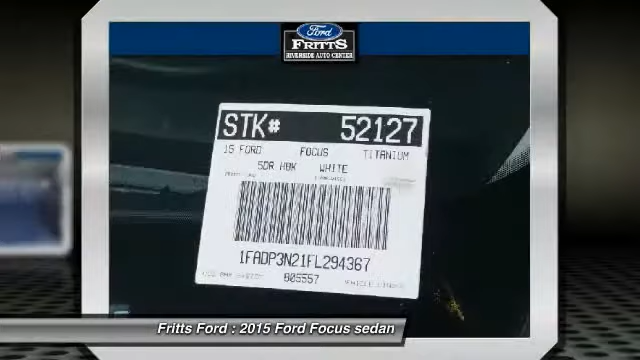 Ford
FRITTS
RIVERSIDE AUTO CENTER
STK# 52127
15 FORD FOCUS TITANIUM
5DR HBK WHITE
1FADP3N21FL294367
805557
Fritts Ford : 2015 Ford Focus sedan